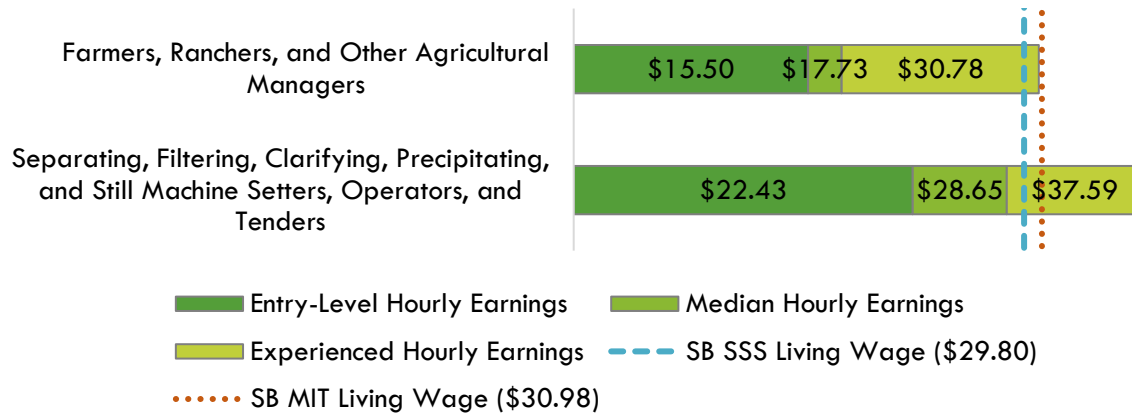 Farmers, Ranchers, and Other Agricultural
Managers
$15.50 $17.73 $30.78
Separating, Filtering, Clarifying, Precipitating,
and Still Machine Setters, Operators, and
Tenders
$22.43 $28.65 $37.59
Entry-Level Hourly Earnings
Median Hourly Earnings
Experienced Hourly Earnings
SB SSS Living Wage ($29.80)
SB MIT Living Wage ($30.98)